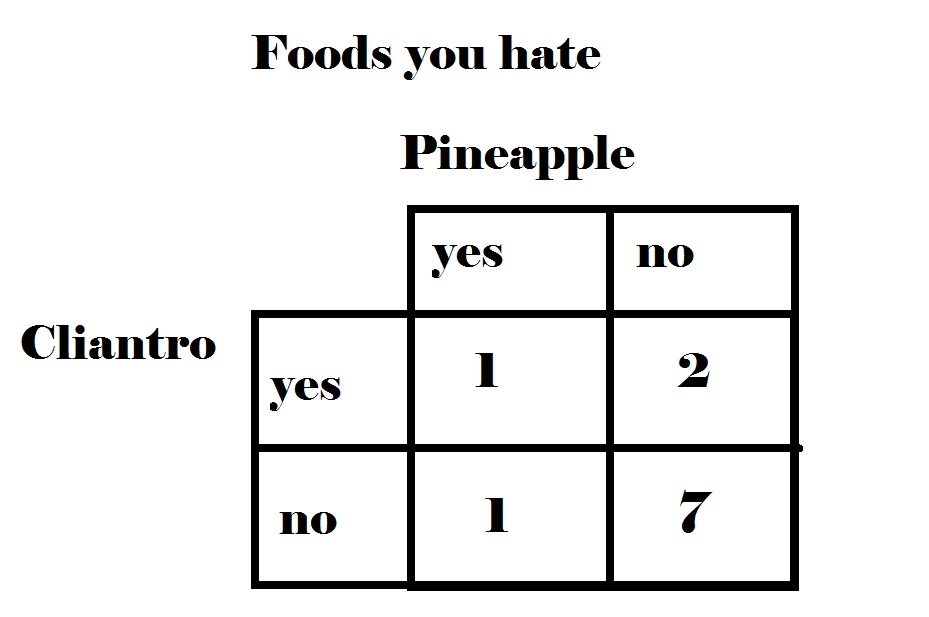 Foods you hate
Pineapple
yes no
Cliantro
yes 1 2
no 1 7